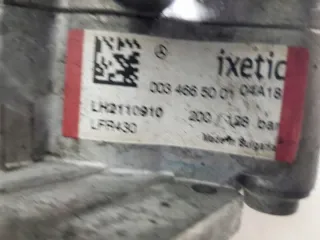 ixetic
003 466 50 01 04A18
LH2110910 200 / 128 bar
LFR430 Made in Bulgaria